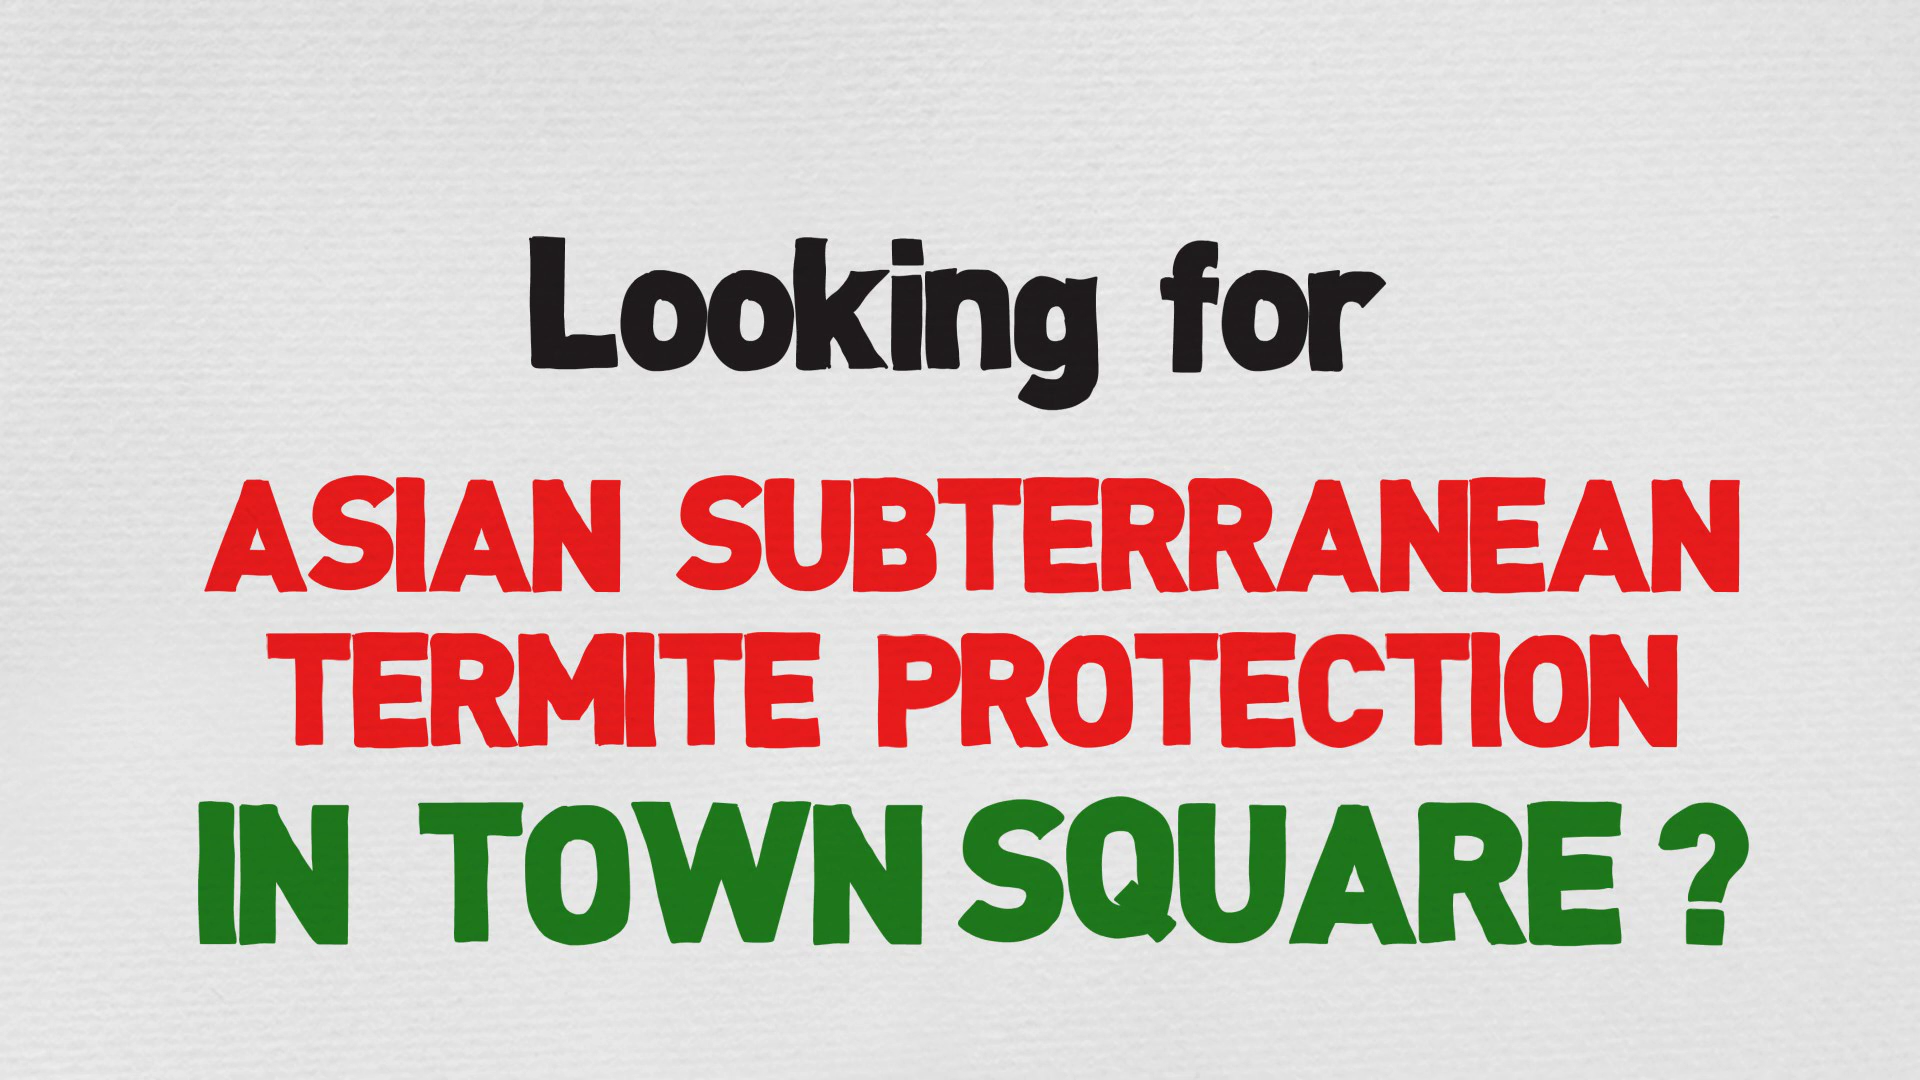 Looking for
ASIAN SUBTERRANEAN
TERMITE PROTECTION
IN TOWN SQUARE ?